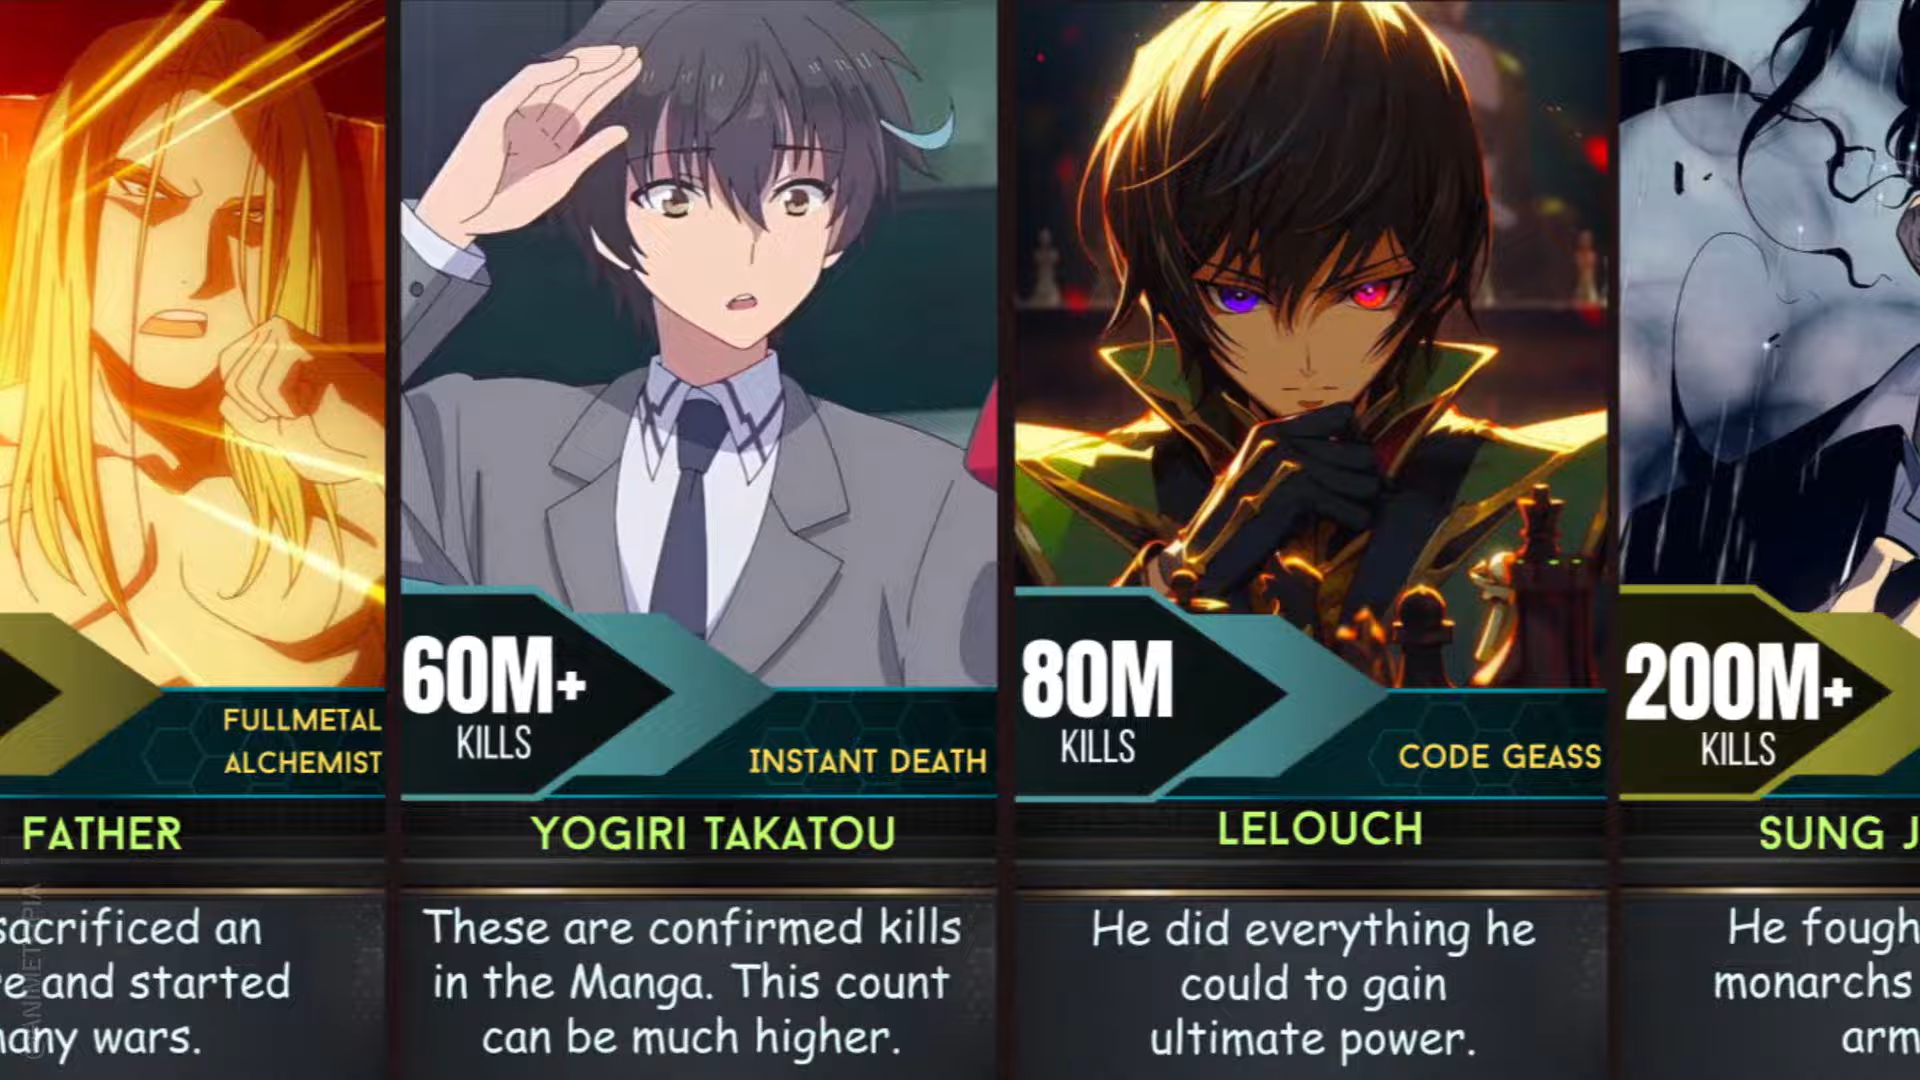 FULLMETAL
ALCHEMIST
FATHER
sacrificed an
and started
many wars.
60M+
KILLS
INSTANT DEATH
YOGIRI TAKATOU
These are confirmed kills
in the Manga. This count
can be much higher.
80M
KILLS
CODE GEASS
LELOUCH
He did everything he
could to gain
ultimate power.
200M+
KILLS
SUNG J
He fough
monarchs
arm